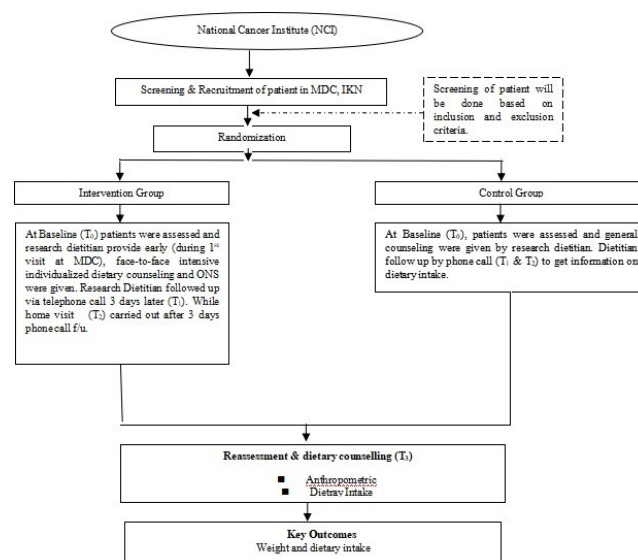 National Cancer Institute (NCI)
Screening & Recruitment of patient in MDC, IKN
Screening of patient will
be done based on
inclusion and exclusion
criteria.
Randomization
Intervention Group
Control Group
At Baseline (T₀) patients were assessed and
research dietitian provide early (during 1ˢᵗ
visit at MDC), face-to-face intensive
individualized dietary counseling and ONS
were given. Research Dietitian followed up
via telephone call 3 days later (T₁). While
home visit (T₂) carried out after 3 days
phone call f/u.
At Baseline (T₀), patients were assessed and general
counseling were given by research dietitian. Dietitian
follow up by phone call (T₁ & T₂) to get information on
dietary intake.
Reassessment & dietary counselling (T₃)
■ Anthropometric
■ Dietray Intake
Key Outcomes
Weight and dietary intake